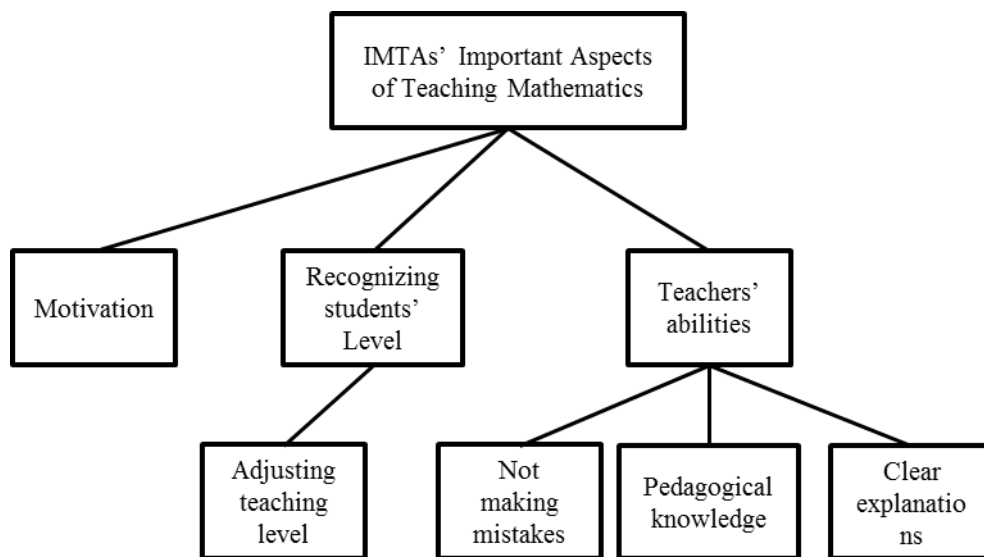 IMTAs’ Important Aspects
of Teaching Mathematics
Motivation
Recognizing
students’
Level
Teachers’
abilities
Adjusting
teaching
level
Not
making
mistakes
Pedagogical
knowledge
Clear
explanatio
ns